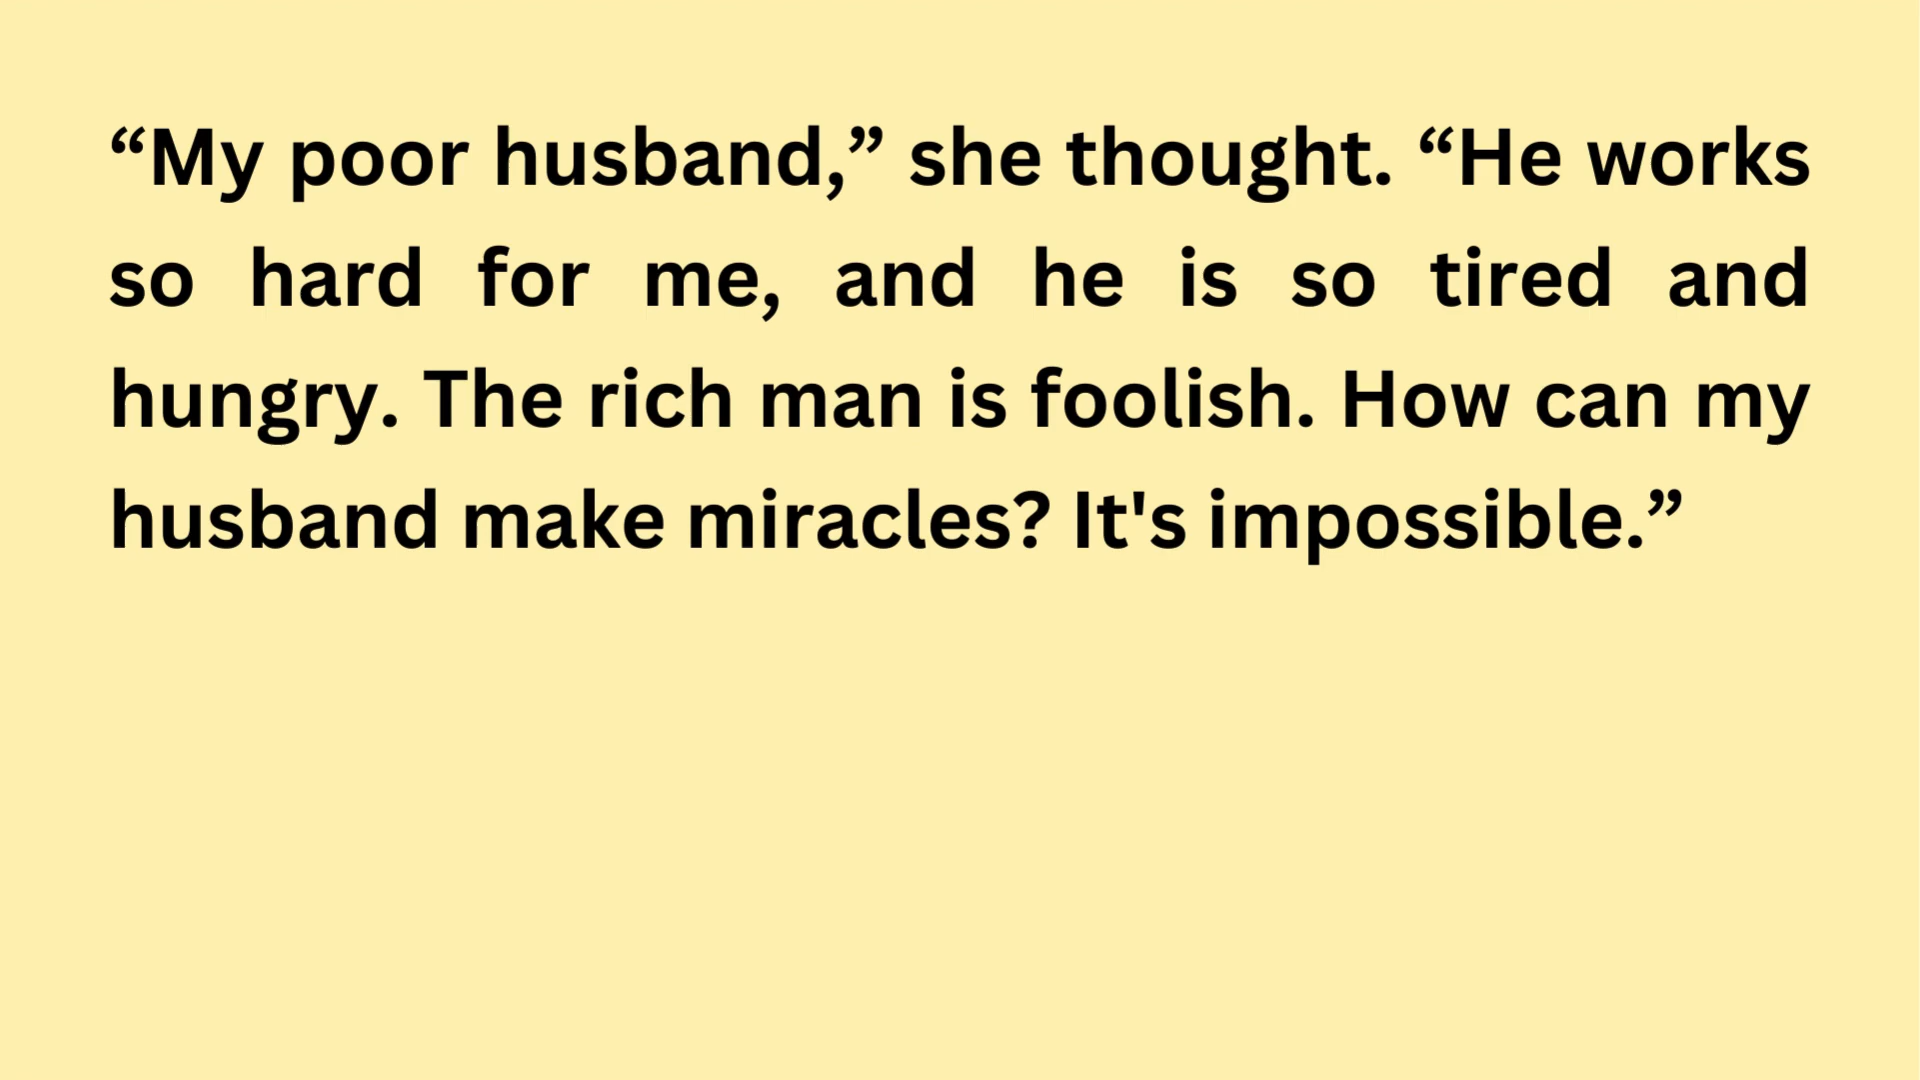 “My poor husband,” she thought. “He works
so hard for me, and he is so tired and
hungry. The rich man is foolish. How can my
husband make miracles? It's impossible.”